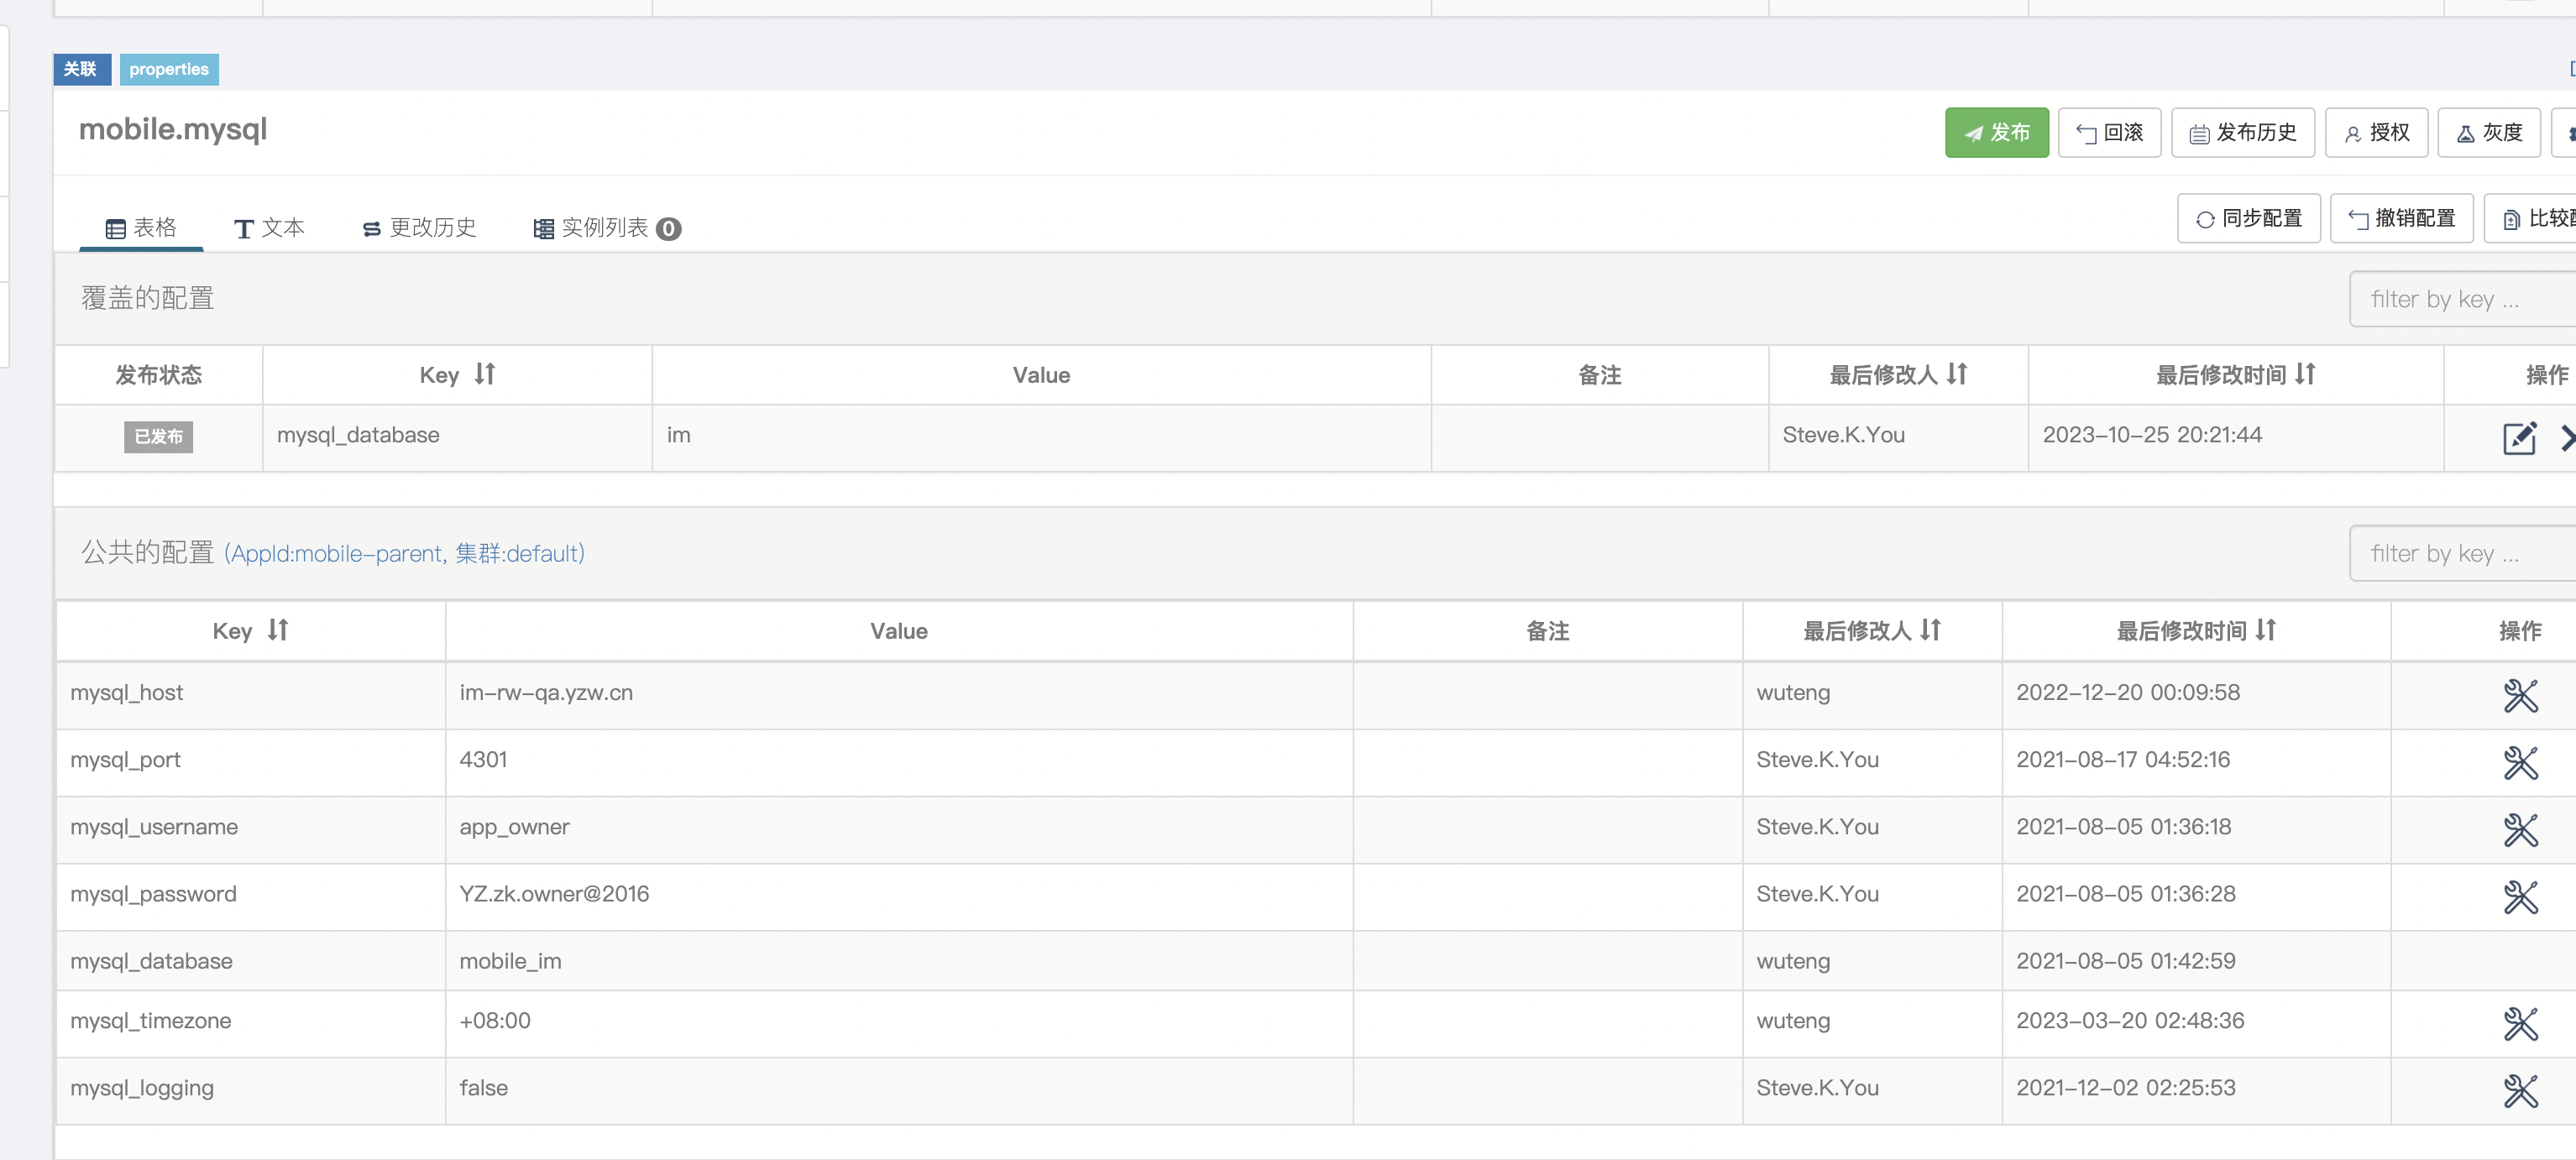 关联 properties
mobile.mysql
发布 回滚 发布历史 授权 灰度
表格 文本 更改历史 实例列表 0
同步配置 撤销配置 比较
覆盖的配置
filter by key ...
发布状态 Key Value 备注 最后修改人 最后修改时间 操作
已发布 mysql_database im Steve.K.You 2023-10-25 20:21:44
公共的配置 (AppId:mobile-parent, 集群:default)
filter by key ...
Key Value 备注 最后修改人 最后修改时间 操作
mysql_host im-rw-qa.yzw.cn wuteng 2022-12-20 00:09:58
mysql_port 4301 Steve.K.You 2021-08-17 04:52:16
mysql_username app_owner Steve.K.You 2021-08-05 01:36:18
mysql_password YZ.zk.owner@2016 Steve.K.You 2021-08-05 01:36:28
mysql_database mobile_im wuteng 2021-08-05 01:42:59
mysql_timezone +08:00 wuteng 2023-03-20 02:48:36
mysql_logging false Steve.K.You 2021-12-02 02:25:53